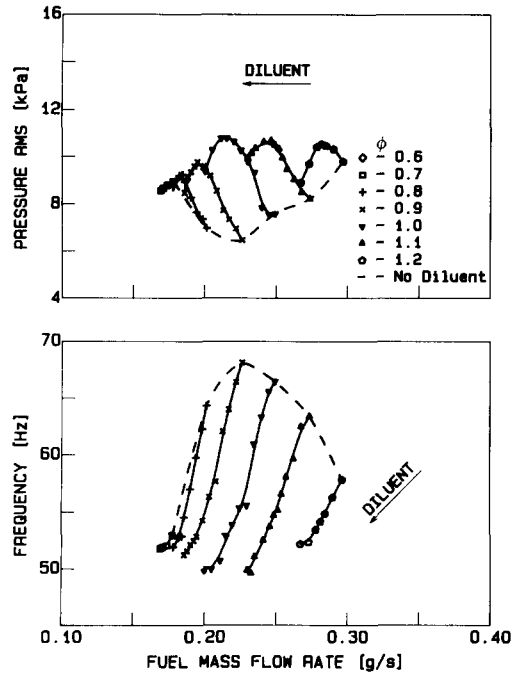 16
12
8
4
PRESSURE RMS [kPa]
DILUENT
ϕ
◇ - 0.6
□ - 0.7
+ - 0.8
× - 0.9
▼ - 1.0
▲ - 1.1
⬠ - 1.2
-- No Diluent
70
60
50
FREQUENCY [Hz]
DILUENT
0.10 0.20 0.30 0.40
FUEL MASS FLOW RATE [g/s]